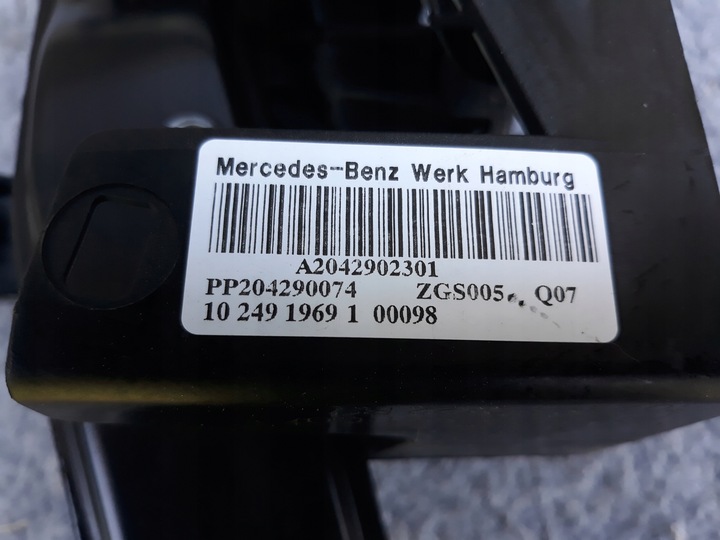 Mercedes-Benz Werk Hamburg
A2042902301
PP204290074 ZGS005 Q07
10 249 1969 1 00098